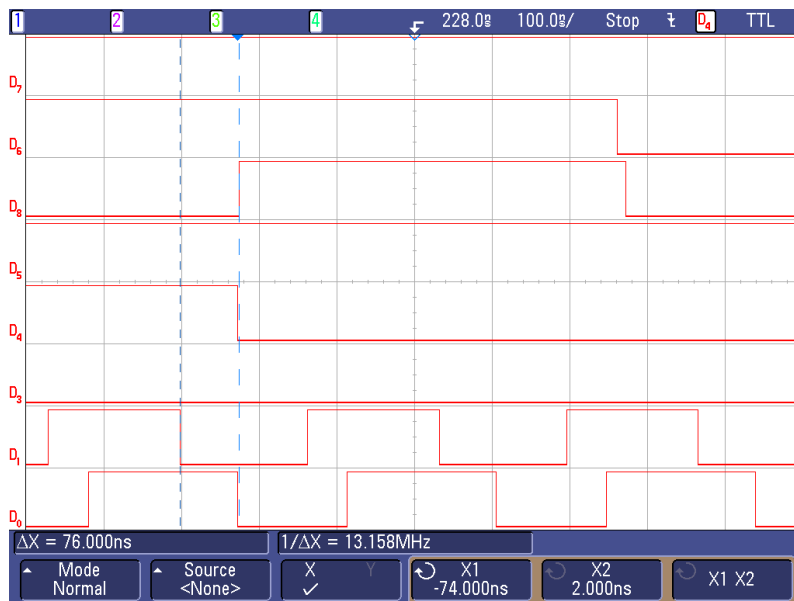 1 2 3 4 228.0ns 100.0ns/ Stop D4 TTL
D7
D6
D8
D5
D4
D3
D1
D0
ΔX = 76.000ns 1/ΔX = 13.158MHz
Mode Source X Y X1 X2 X1 X2
Normal <None> -74.000ns 2.000ns